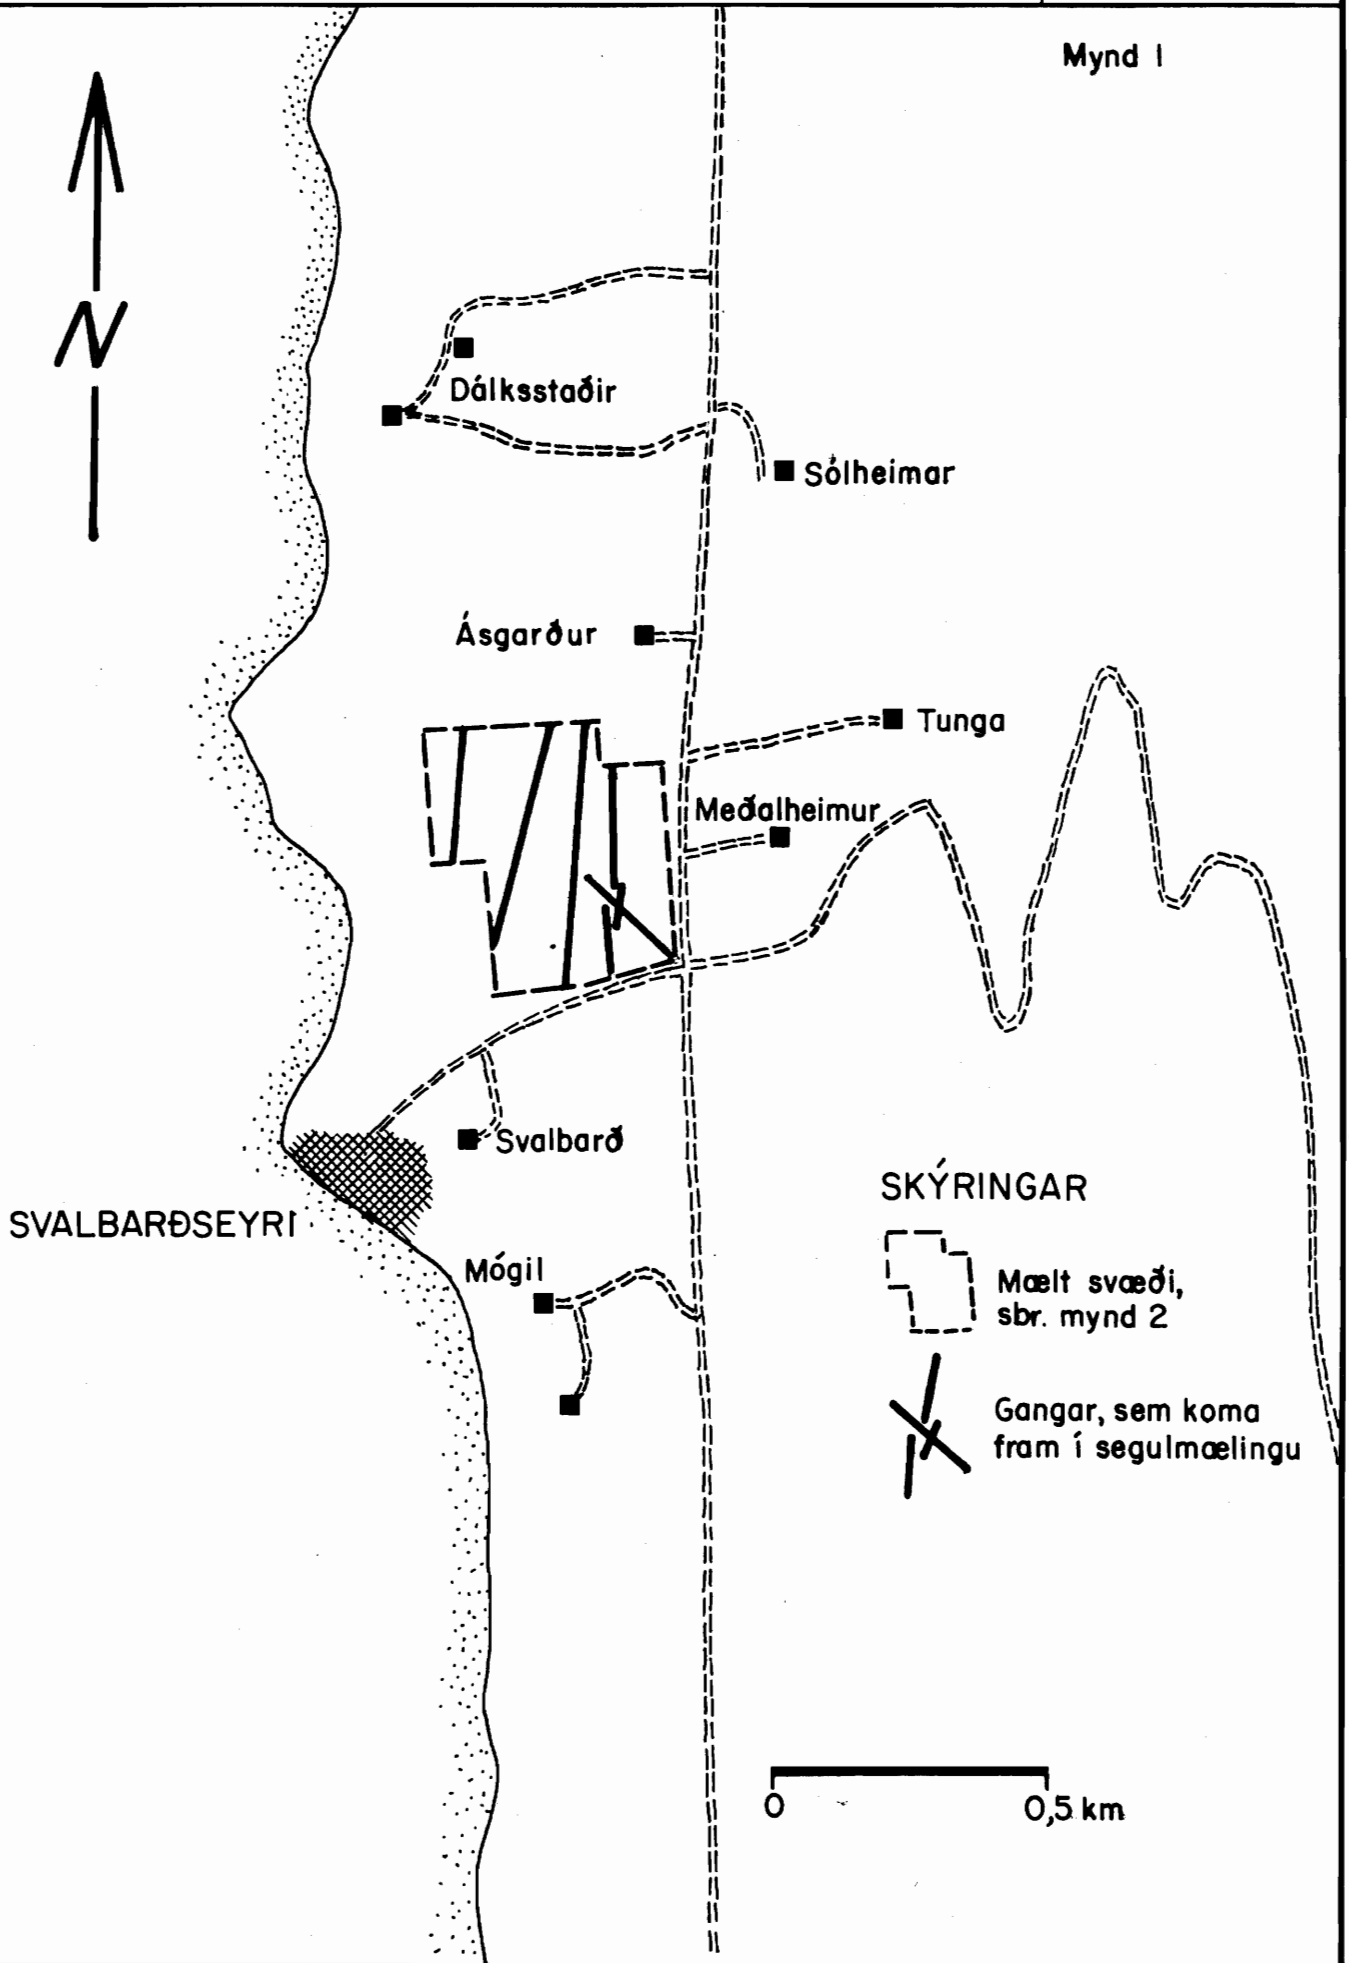 Mynd 1
N
Dálksstaðir
Sólheimar
Ásgarður
Tunga
Meðalheimur
Svalbarð
SVALBARÐSEYRI
Mógil
SKÝRINGAR
Mælt svæði,
sbr. mynd 2
Gangar, sem koma
fram í segulmælingu
0
0,5 km